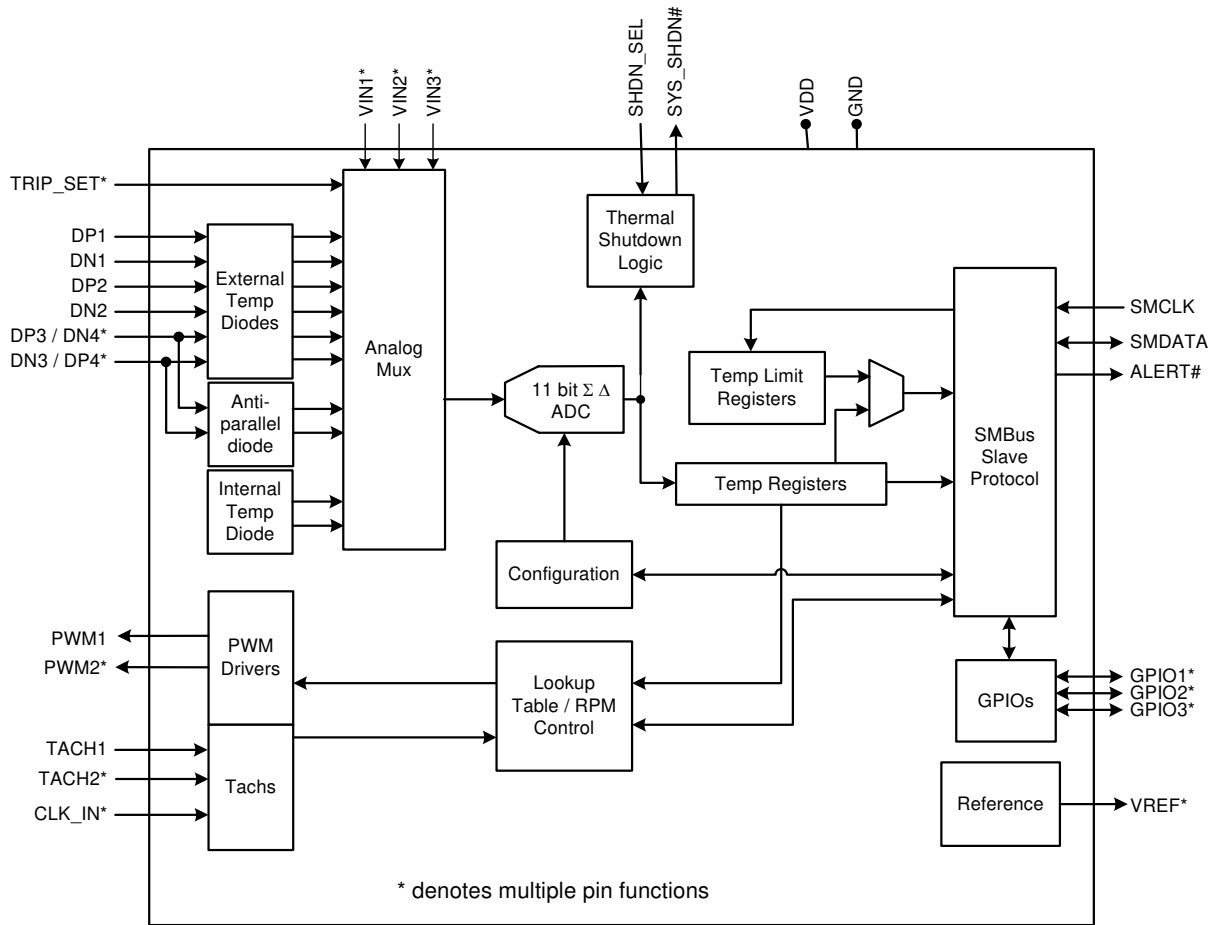 VIN1*
VIN2*
VIN3*
SHDN_SEL
SYS_SHDN#
VDD
GND
TRIP_SET*
DP1
DN1
DP2
DN2
DP3 / DN4*
DN3 / DP4*
External
Temp
Diodes
Anti-
parallel
diode
Internal
Temp
Diode
Analog
Mux
11 bit Σ Δ
ADC
Thermal
Shutdown
Logic
Temp Limit
Registers
Temp Registers
SMBus
Slave
Protocol
SMCLK
SMDATA
ALERT#
Configuration
PWM1
PWM2*
PWM
Drivers
Lookup
Table / RPM
Control
GPIOs
GPIO1*
GPIO2*
GPIO3*
TACH1
TACH2*
CLK_IN*
Tachs
Reference
VREF*
* denotes multiple pin functions